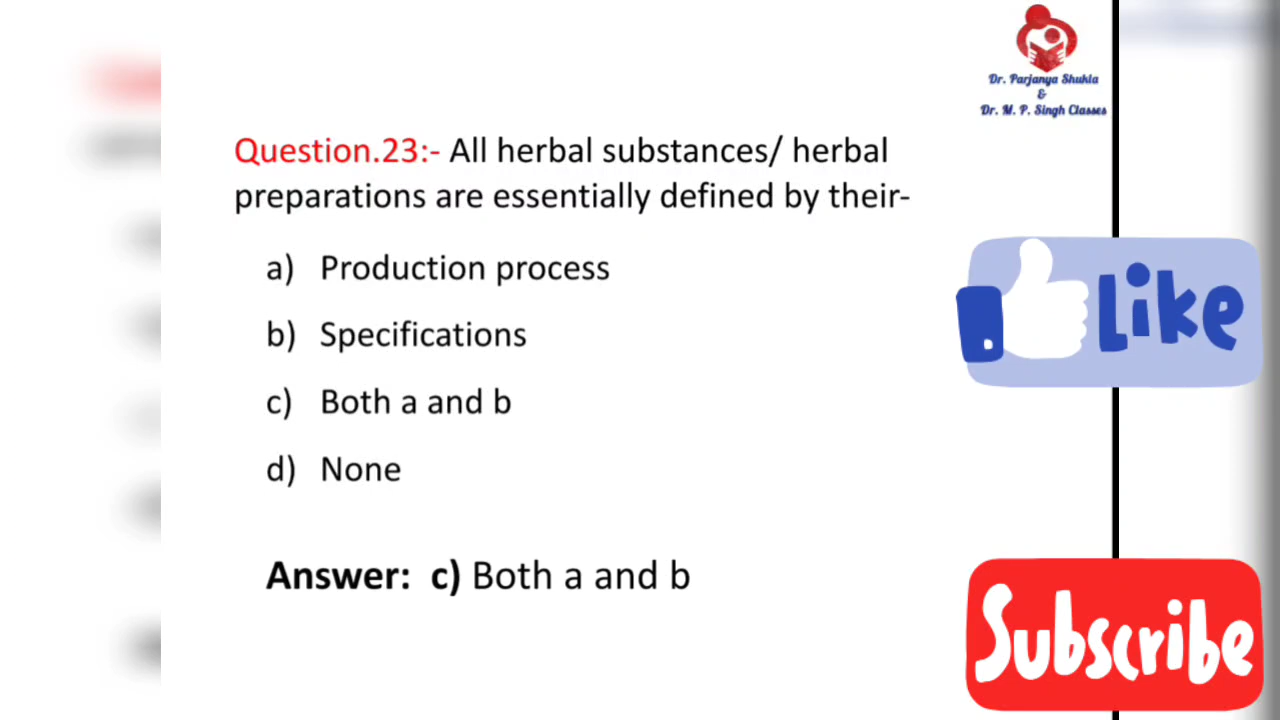 Dr. Parjanya Shukla
&
Dr. M. P. Singh Classes
Question.23:- All herbal substances/ herbal
preparations are essentially defined by their-
a) Production process
b) Specifications
c) Both a and b
d) None
Answer: c) Both a and b
Like
Subscribe